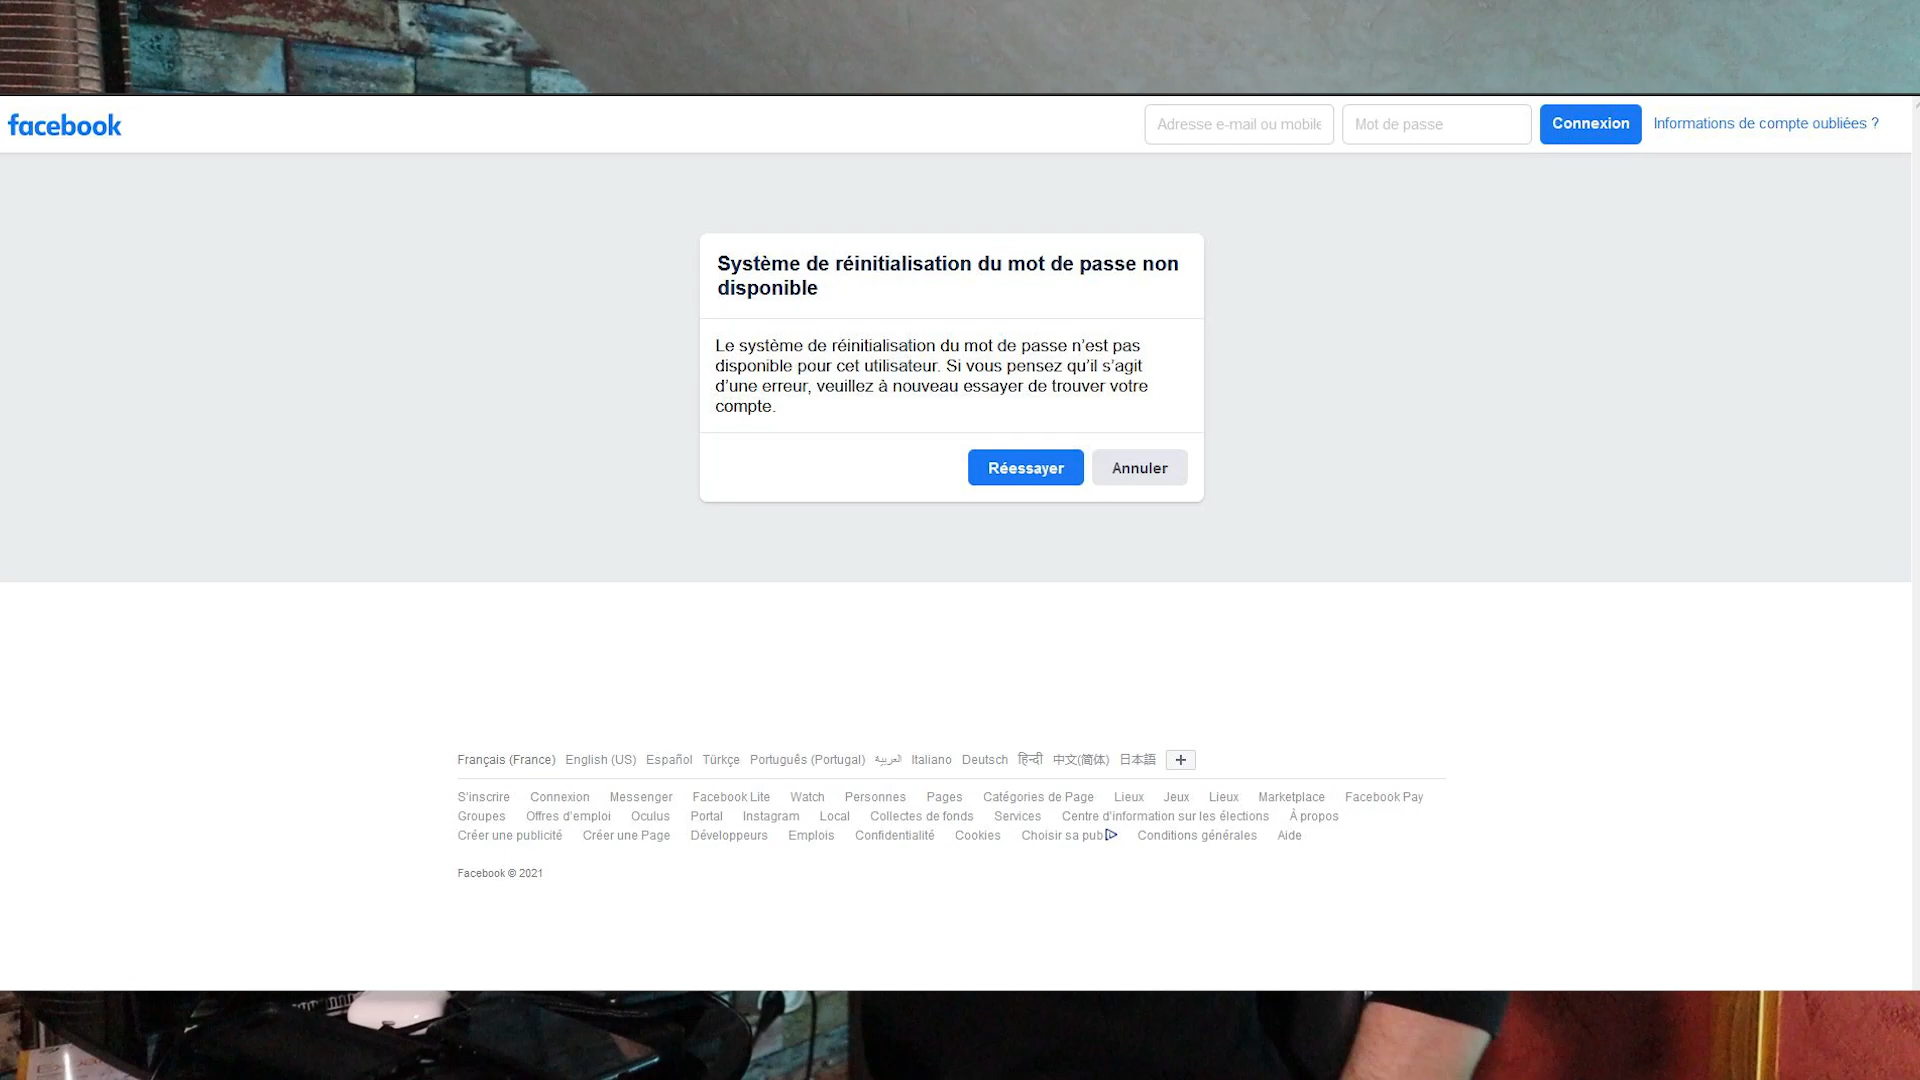 facebook
Adresse e-mail ou mobile
Mot de passe
Connexion
Informations de compte oubliées ?
Système de réinitialisation du mot de passe non
disponible
Le système de réinitialisation du mot de passe n’est pas
disponible pour cet utilisateur. Si vous pensez qu’il s’agit
d’une erreur, veuillez à nouveau essayer de trouver votre
compte.
Réessayer
Annuler
Français (France) English (US) Español Türkçe Português (Portugal) العربية Italiano Deutsch हिन्दी 中文(简体) 日本語 +
S’inscrire Connexion Messenger Facebook Lite Watch Personnes Pages Catégories de Page Lieux Jeux Lieux Marketplace Facebook Pay
Groupes Offres d’emploi Oculus Portal Instagram Local Collectes de fonds Services Centre d’information sur les élections À propos
Créer une publicité Créer une Page Développeurs Emplois Confidentialité Cookies Choisir sa pub Conditions générales Aide
Facebook © 2021